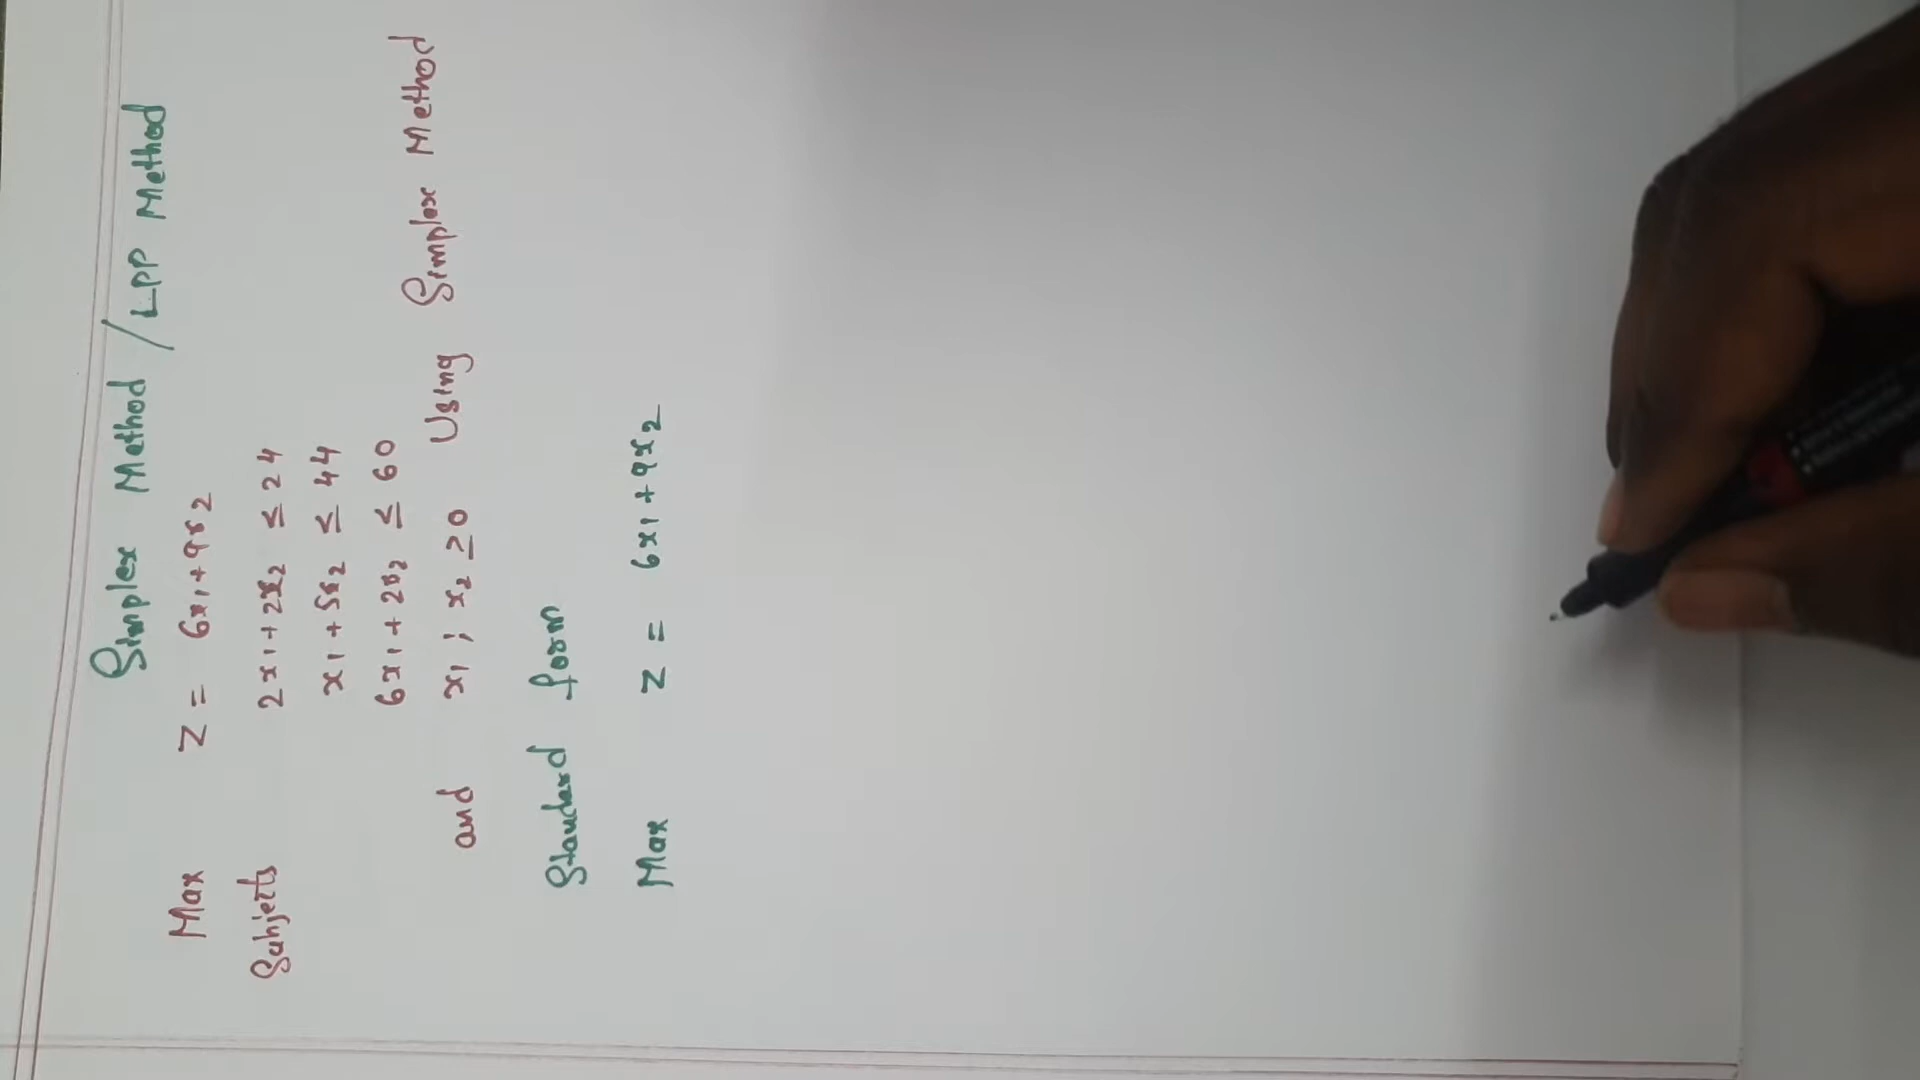 Simplex Method / LPP Method
Max Z = 6x₁ + 9x₂
Subjects 2x₁ + 2x₂ ≤ 24
x₁ + 5x₂ ≤ 44
6x₁ + 2x₂ ≤ 60
and x₁ ; x₂ ≥ 0 Using Simplex Method
Standard form
Max Z = 6x₁ + 9x₂